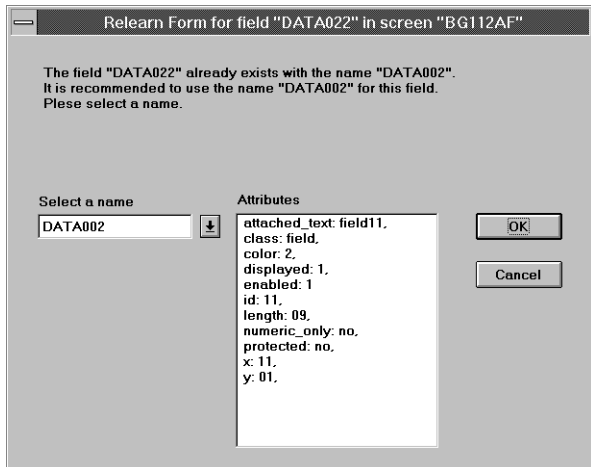 Relearn Form for field "DATA022" in screen "BG112AF"
The field "DATA022" already exists with the name "DATA002".
It is recommended to use the name "DATA002" for this field.
Plese select a name.
Select a name
DATA002
Attributes
attached_text: field11,
class: field,
color: 2,
displayed: 1,
enabled: 1
id: 11,
length: 09,
numeric_only: no,
protected: no,
x: 11,
y: 01,
OK
Cancel